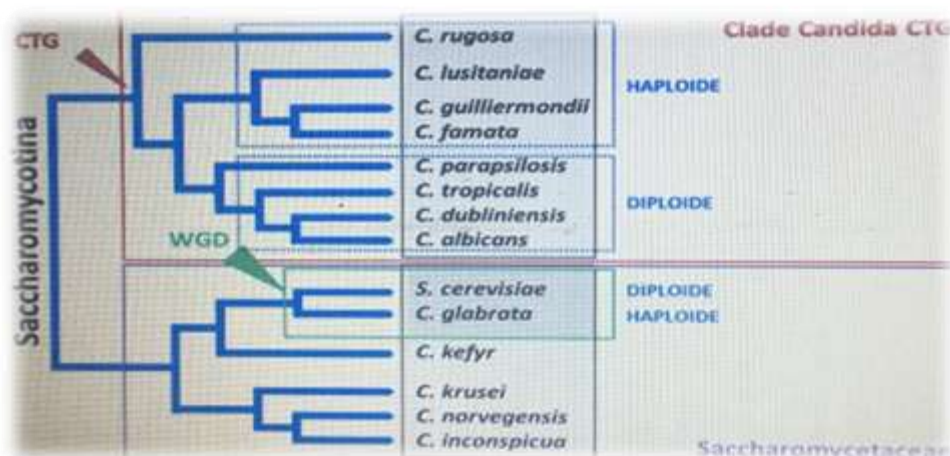 CTG
Clade Candida CTG
Saccharomycotina
C. rugosa
C. lusitaniae
HAPLOIDE
C. guilliermondii
C. famata
C. parapsilosis
C. tropicalis
DIPLOIDE
C. dubliniensis
C. albicans
WGD
S. cerevisiae
DIPLOIDE
C. glabrata
HAPLOIDE
C. kefyr
C. krusei
C. norvegensis
C. inconspicua
Saccharomycetacea